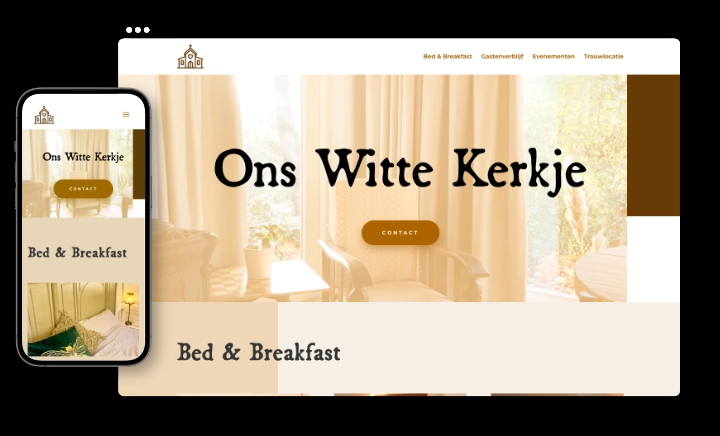 Bed & Breakfast Gastenverblijf Evenementen Trouwlocatie
Ons Witte Kerkje
CONTACT
Bed & Breakfast
Ons Witte Kerkje
CONTACT
Bed & Breakfast